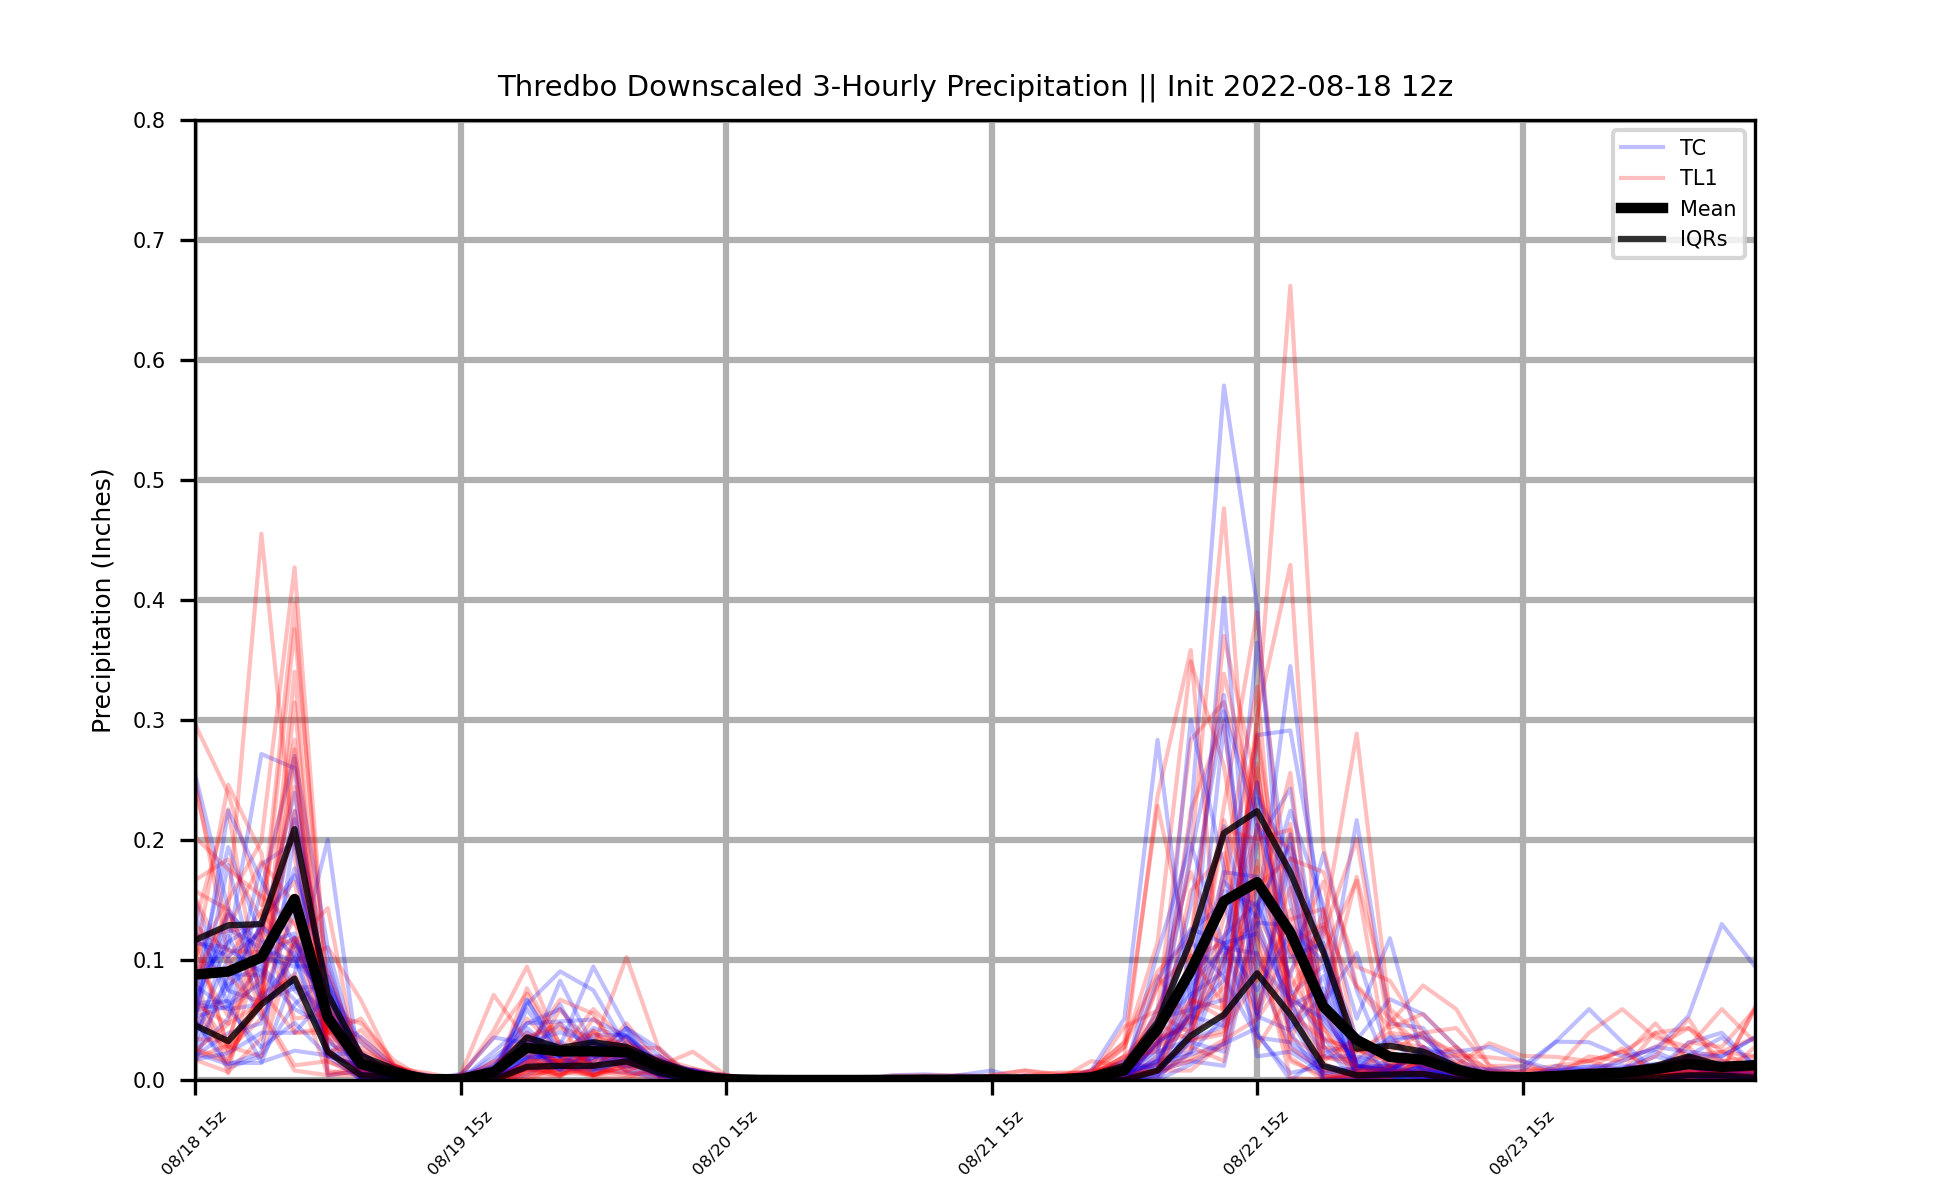 Thredbo Downscaled 3-Hourly Precipitation || Init 2022-08-18 12z
TC
TL1
Mean
IQRs
Precipitation (Inches)
0.8
0.7
0.6
0.5
0.4
0.3
0.2
0.1
0.0
08/18 15z
08/19 15z
08/20 15z
08/21 15z
08/22 15z
08/23 15z